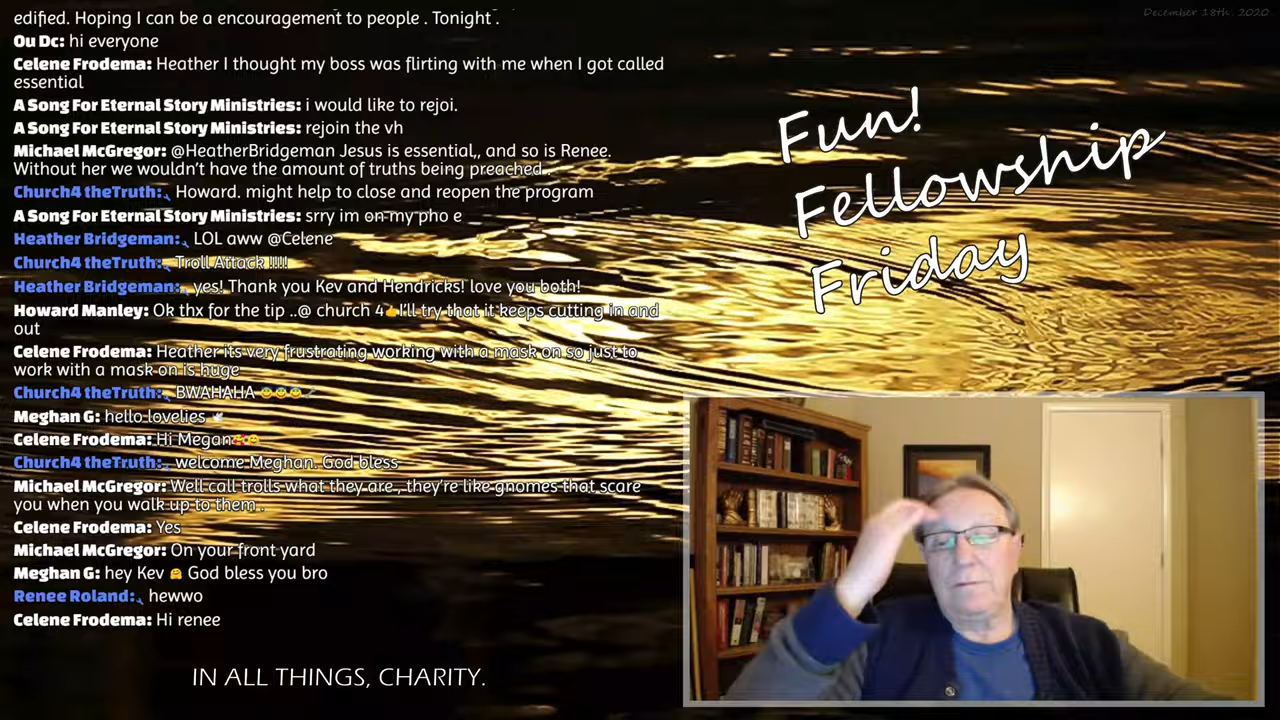 edified. Hoping I can be a encouragement to people . Tonight .
Ou Dc: hi everyone
Celene Frodema: Heather I thought my boss was flirting with me when I got called
essential
A Song For Eternal Story Ministries: i would like to rejoi.
A Song For Eternal Story Ministries: rejoin the vh
Michael McGregor: @HeatherBridgeman Jesus is essential,, and so is Renee.
Without her we wouldn't have the amount of truths being preached..
Church4 theTruth: Howard. might help to close and reopen the program
A Song For Eternal Story Ministries: srry im on my pho e
Heather Bridgeman: LOL aww @Celene
Church4 theTruth: Troll Attack !!!!
Heather Bridgeman: yes! Thank you Kev and Hendricks! love you both!
Howard Manley: Ok thx for the tip ..@ church 4👍I'll try that it keeps cutting in and
out
Celene Frodema: Heather its very frustrating working with a mask on so just to
work with a mask on is huge
Church4 theTruth: BWAHAHA
Meghan G: hello lovelies 🕊
Celene Frodema: Hi Megan🥰😊
Church4 theTruth: welcome Meghan. God bless
Michael McGregor: Well call trolls what they are , they're like gnomes that scare
you when you walk up to them .
Celene Frodema: Yes
Michael McGregor: On your front yard
Meghan G: hey Kev 🤗 God bless you bro
Renee Roland: hewwo
Celene Frodema: Hi renee
IN ALL THINGS, CHARITY.
December 18th, 2020
Fun!
Fellowship
Friday